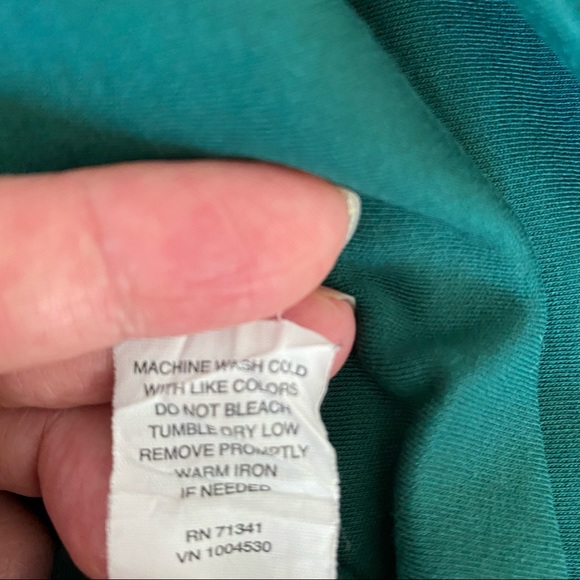 MACHINE WASH COLD
WITH LIKE COLORS
DO NOT BLEACH
TUMBLE DRY LOW
REMOVE PROMPTLY
WARM IRON
IF NEEDED
RN 71341
VN 1004530